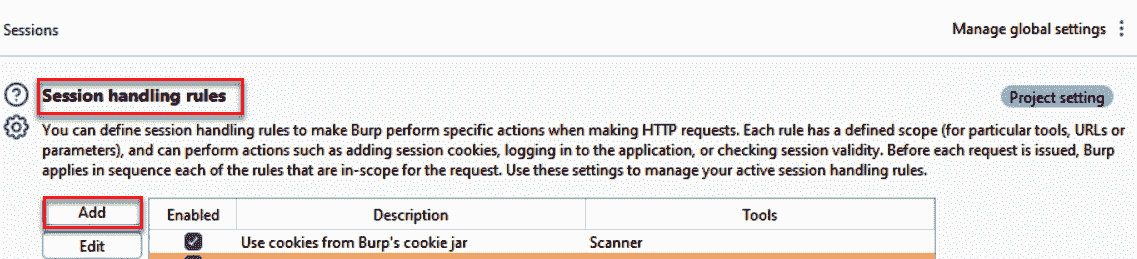 Sessions
Manage global settings
Session handling rules
Project setting
You can define session handling rules to make Burp perform specific actions when making HTTP requests. Each rule has a defined scope (for particular tools, URLs or
parameters), and can perform actions such as adding session cookies, logging in to the application, or checking session validity. Before each request is issued, Burp
applies in sequence each of the rules that are in-scope for the request. Use these settings to manage your active session handling rules.
Add
Enabled Description Tools
Edit
Use cookies from Burp's cookie jar Scanner